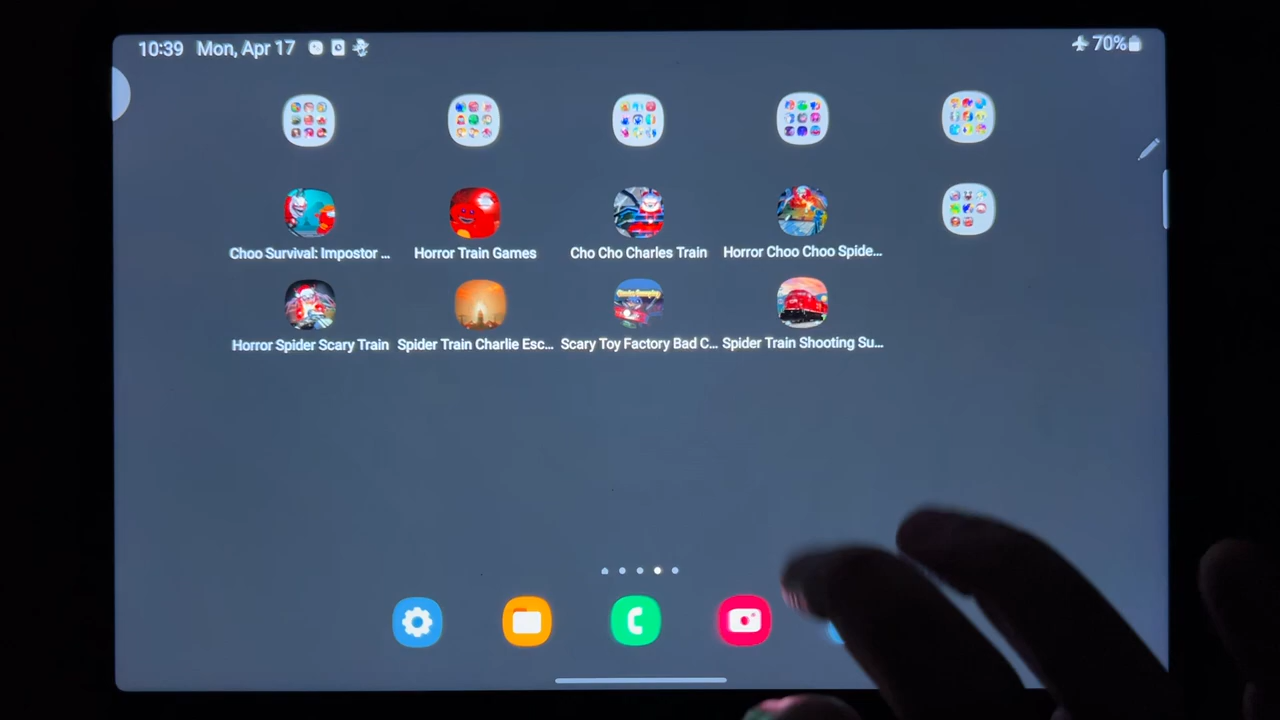 10:39 Mon, Apr 17
70%
Choo Survival: Impostor ...
Horror Train Games
Cho Cho Charles Train
Horror Choo Choo Spide...
Horror Spider Scary Train
Spider Train Charlie Esc...
Scary Toy Factory Bad C...
Spider Train Shooting Su...